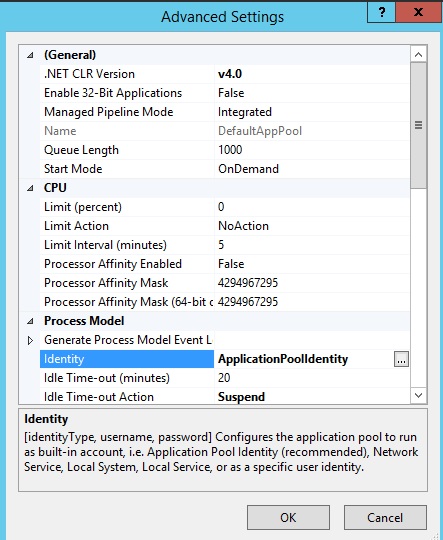 Advanced Settings
? x
(General)
.NET CLR Version v4.0
Enable 32-Bit Applications False
Managed Pipeline Mode Integrated
Name DefaultAppPool
Queue Length 1000
Start Mode OnDemand
CPU
Limit (percent) 0
Limit Action NoAction
Limit Interval (minutes) 5
Processor Affinity Enabled False
Processor Affinity Mask 4294967295
Processor Affinity Mask (64-bit c 4294967295
Process Model
Generate Process Model Event L
Identity ApplicationPoolIdentity ...
Idle Time-out (minutes) 20
Idle Time-out Action Suspend
Identity
[identityType, username, password] Configures the application pool to run
as built-in account, i.e. Application Pool Identity (recommended), Network
Service, Local System, Local Service, or as a specific user identity.
OK Cancel